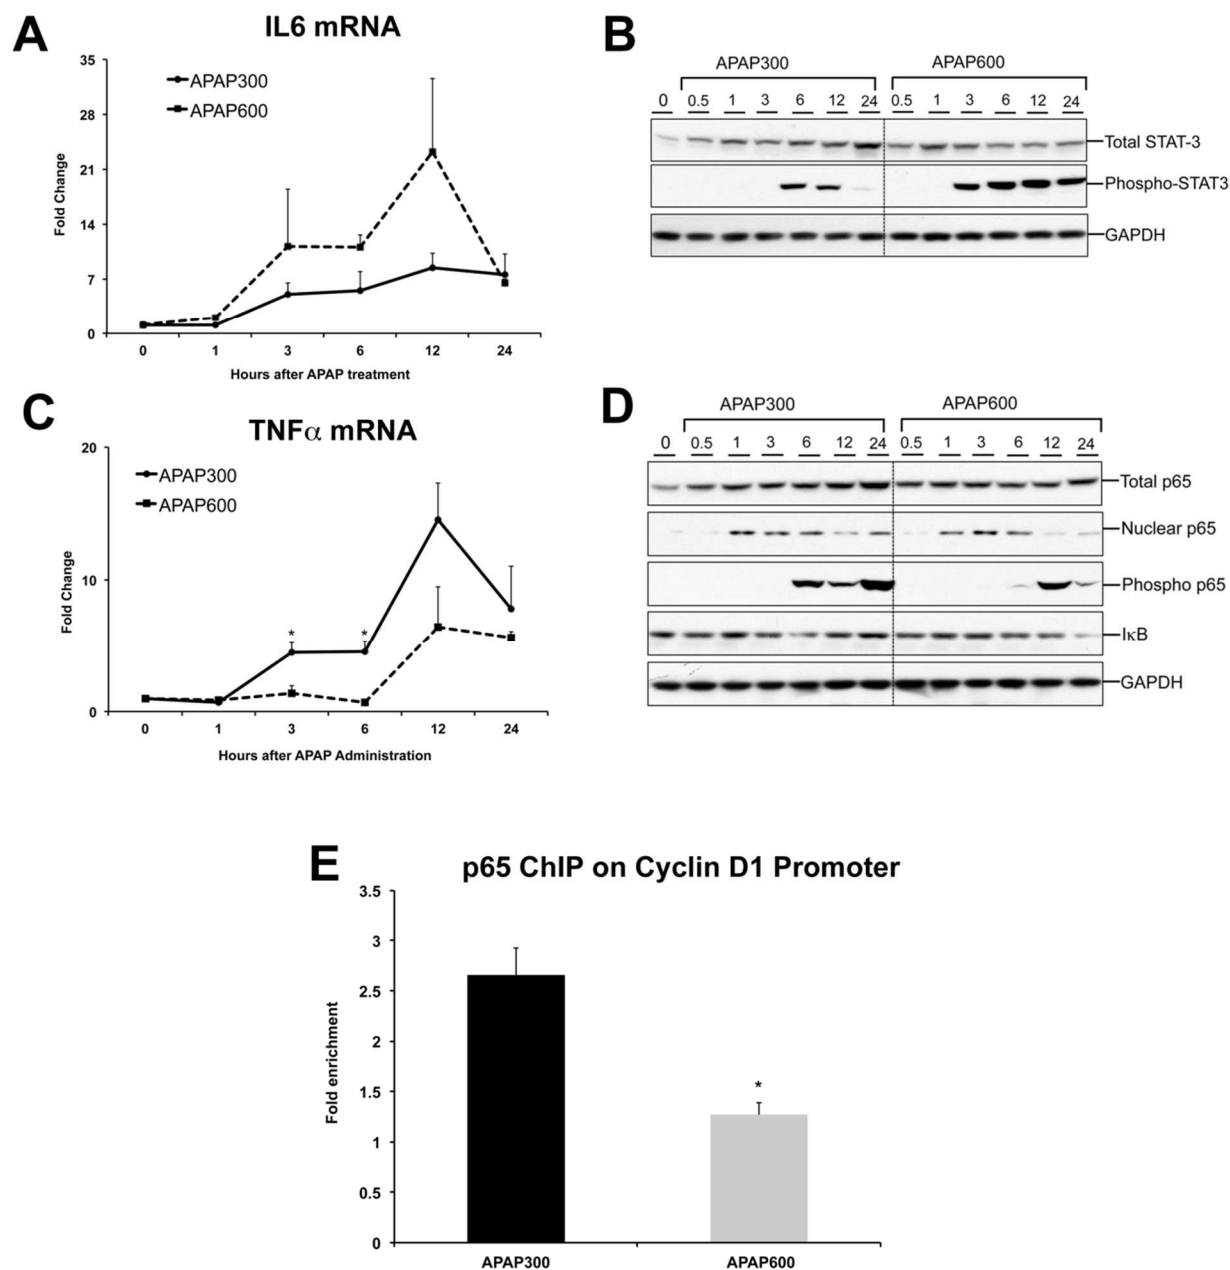 A
IL6 mRNA
35
28
21
14
7
0
Fold Change
APAP300
APAP600
0 1 3 6 12 24
Hours after APAP treatment
B
APAP300 APAP600
0 0.5 1 3 6 12 24 0.5 1 3 6 12 24
Total STAT-3
Phospho-STAT3
GAPDH
C
TNFα mRNA
20
10
0
Fold Change
APAP300
APAP600
* *
0 1 3 6 12 24
Hours after APAP Administration
D
APAP300 APAP600
0 0.5 1 3 6 12 24 0.5 1 3 6 12 24
Total p65
Nuclear p65
Phospho p65
IκB
GAPDH
E
p65 ChIP on Cyclin D1 Promoter
3.5
3
2.5
2
1.5
1
0.5
0
Fold enrichment
*
APAP300 APAP600